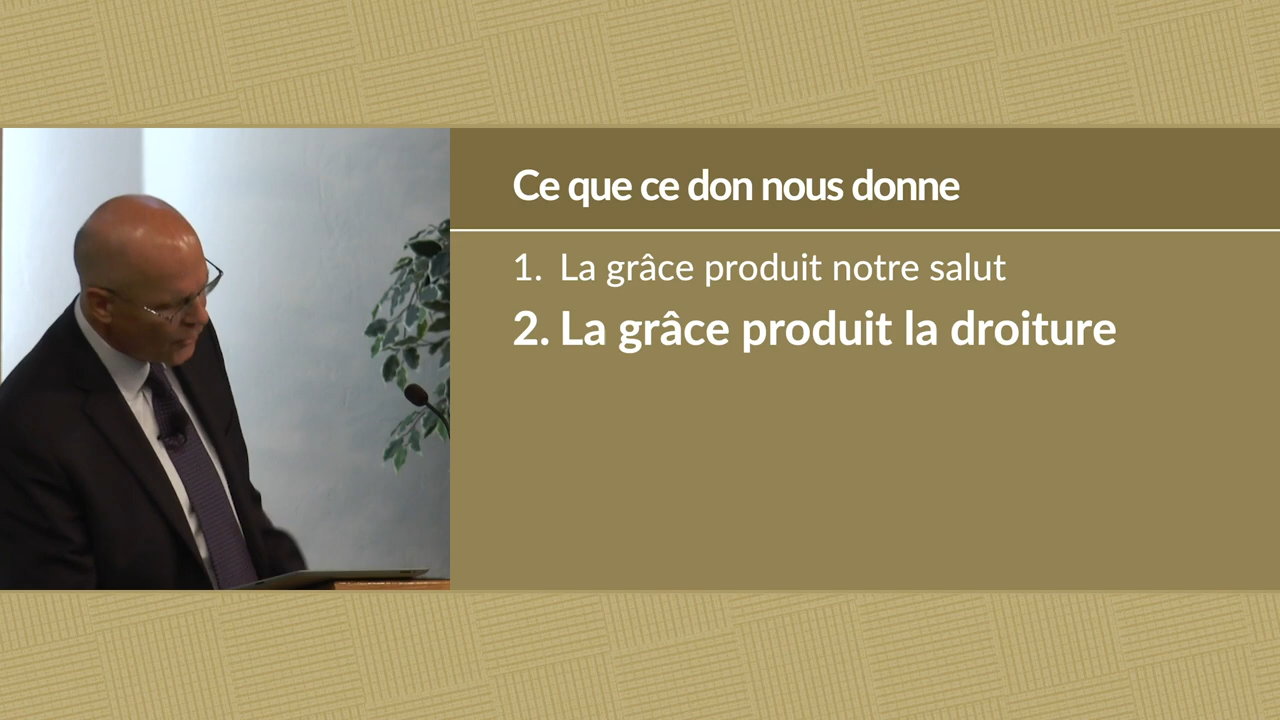 Ce que ce don nous donne
1. La grâce produit notre salut
2. La grâce produit la droiture